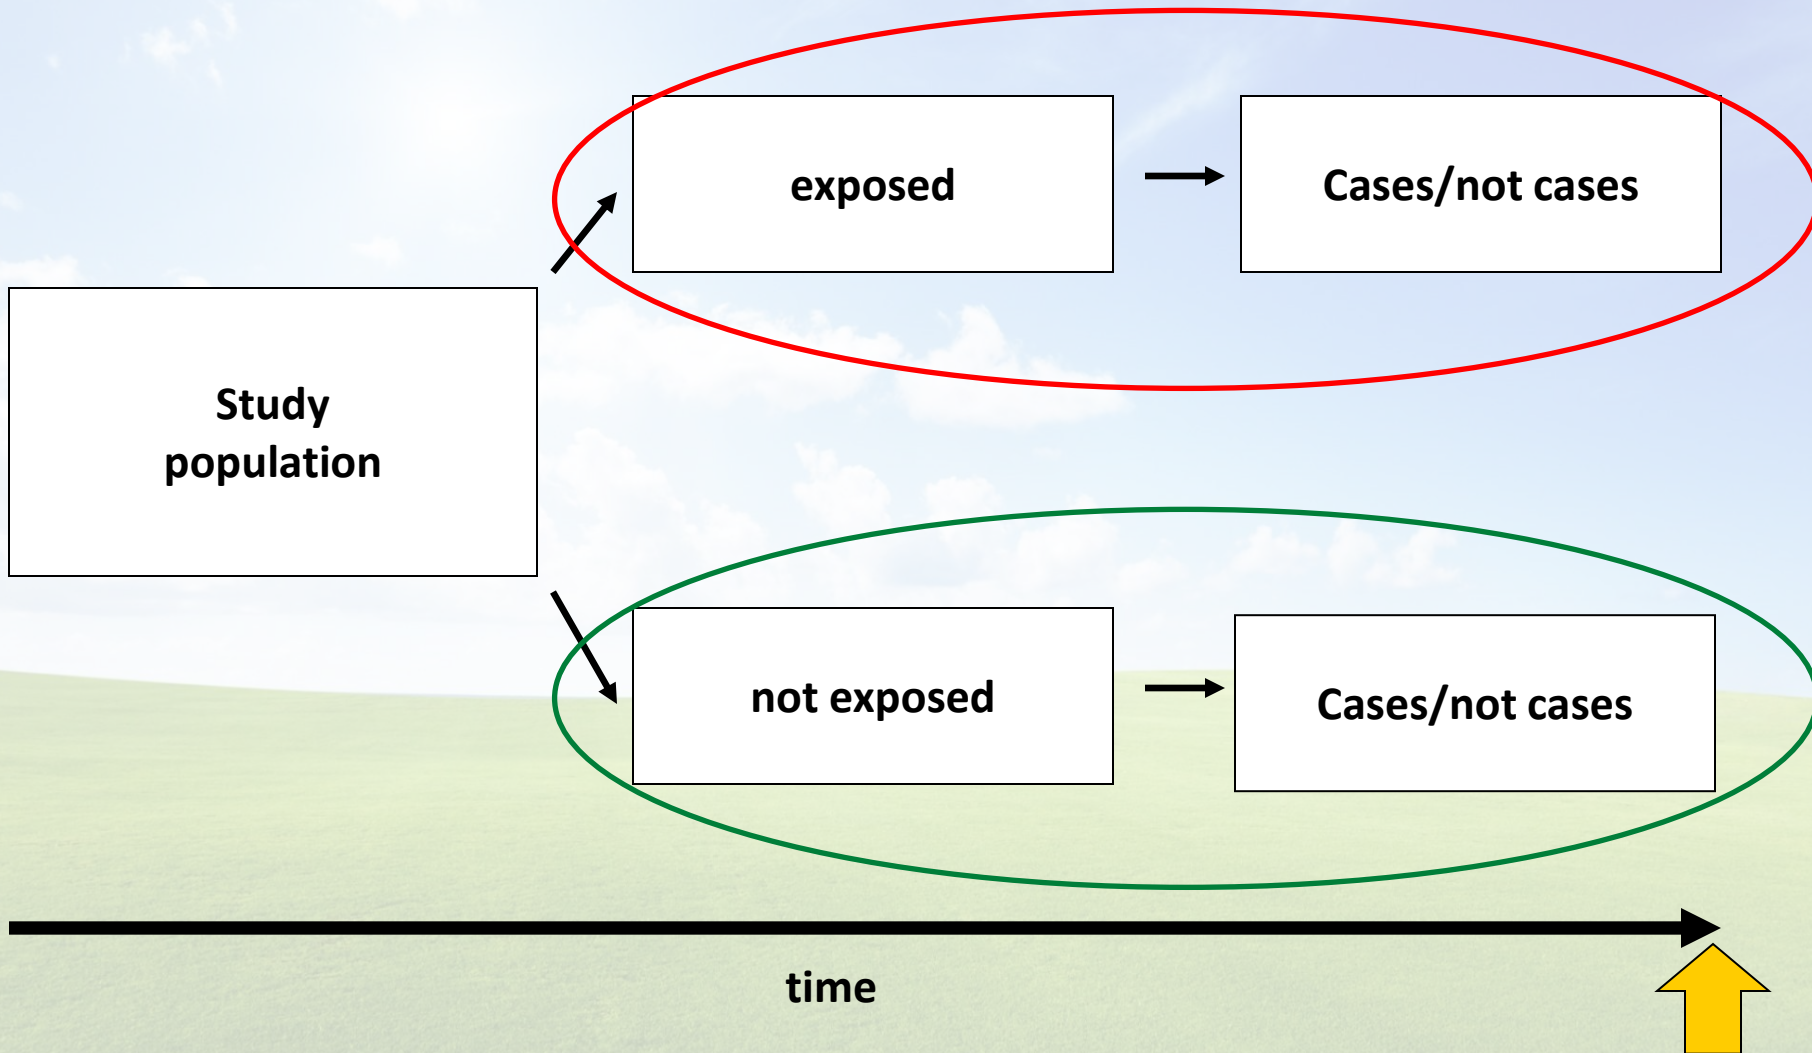 exposed
Cases/not cases
Study
population
not exposed
Cases/not cases
time